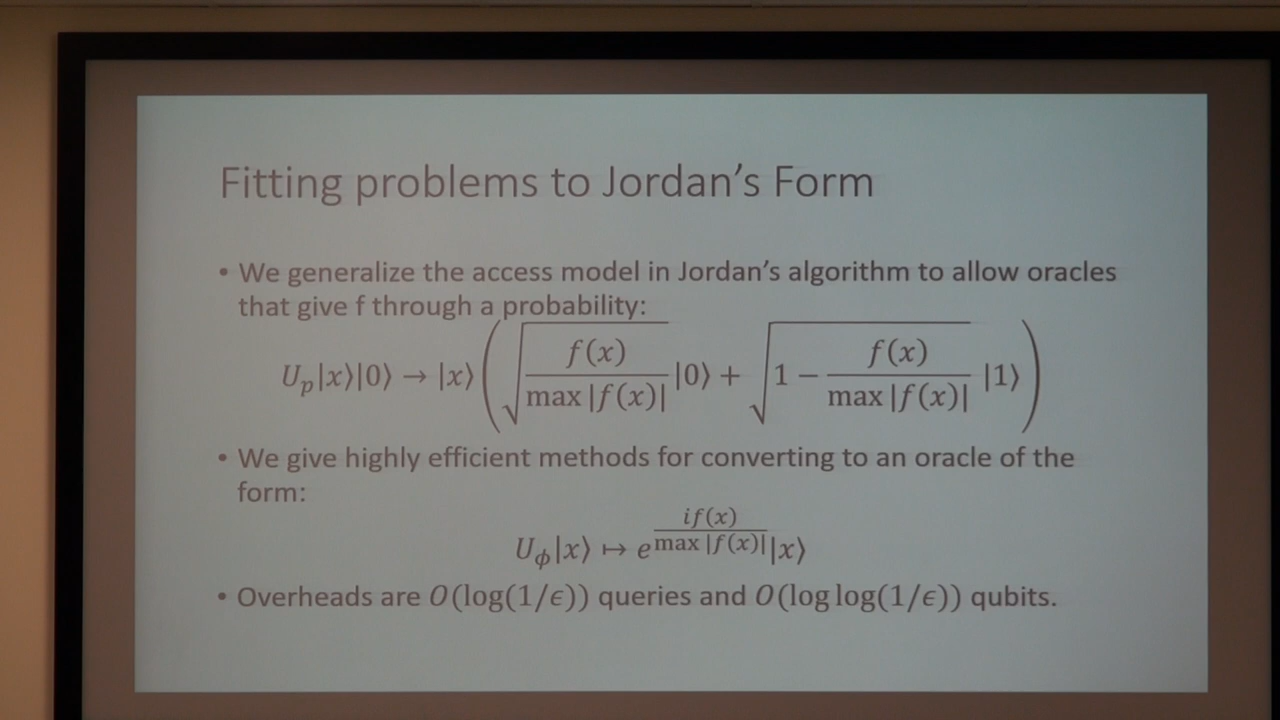 Fitting problems to Jordan's Form
• We generalize the access model in Jordan's algorithm to allow oracles
that give f through a probability:
U_p|x⟩|0⟩ → |x⟩(√(f(x)/max|f(x)|)|0⟩ + √(1 − f(x)/max|f(x)|)|1⟩)
• We give highly efficient methods for converting to an oracle of the
form:
U_ϕ|x⟩ ↦ e^(if(x)/max|f(x)|)|x⟩
• Overheads are O(log(1/ϵ)) queries and O(log log(1/ϵ)) qubits.